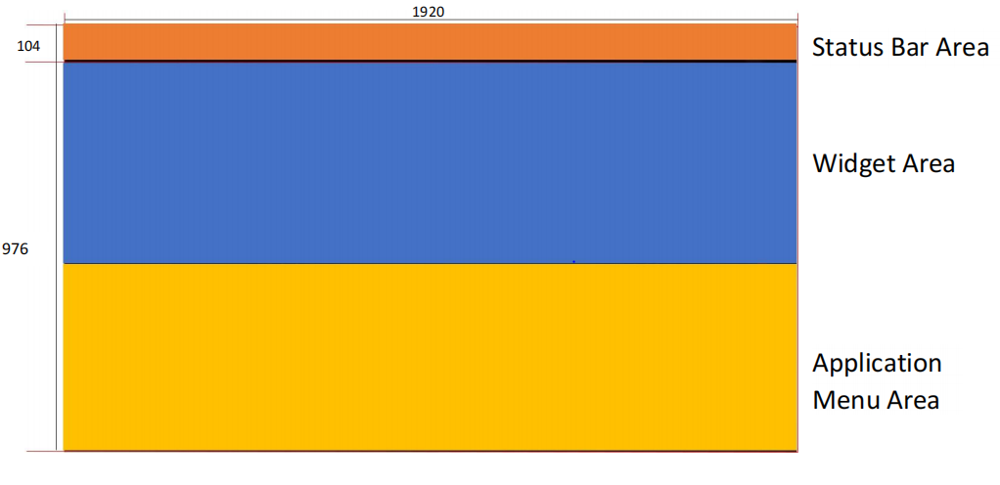 1920
104
Status Bar Area
Widget Area
976
Application
Menu Area